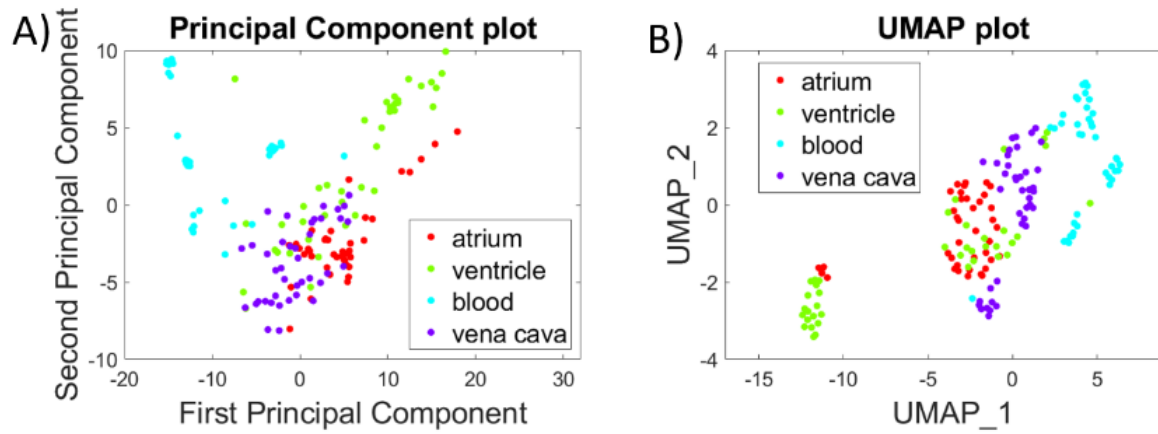 A)
Principal Component plot
Second Principal Component
10
5
0
-5
-10
-20
-10
0
10
20
30
First Principal Component
atrium
ventricle
blood
vena cava
B)
UMAP plot
UMAP_2
4
2
0
-2
-4
-15
-10
-5
0
5
UMAP_1
atrium
ventricle
blood
vena cava